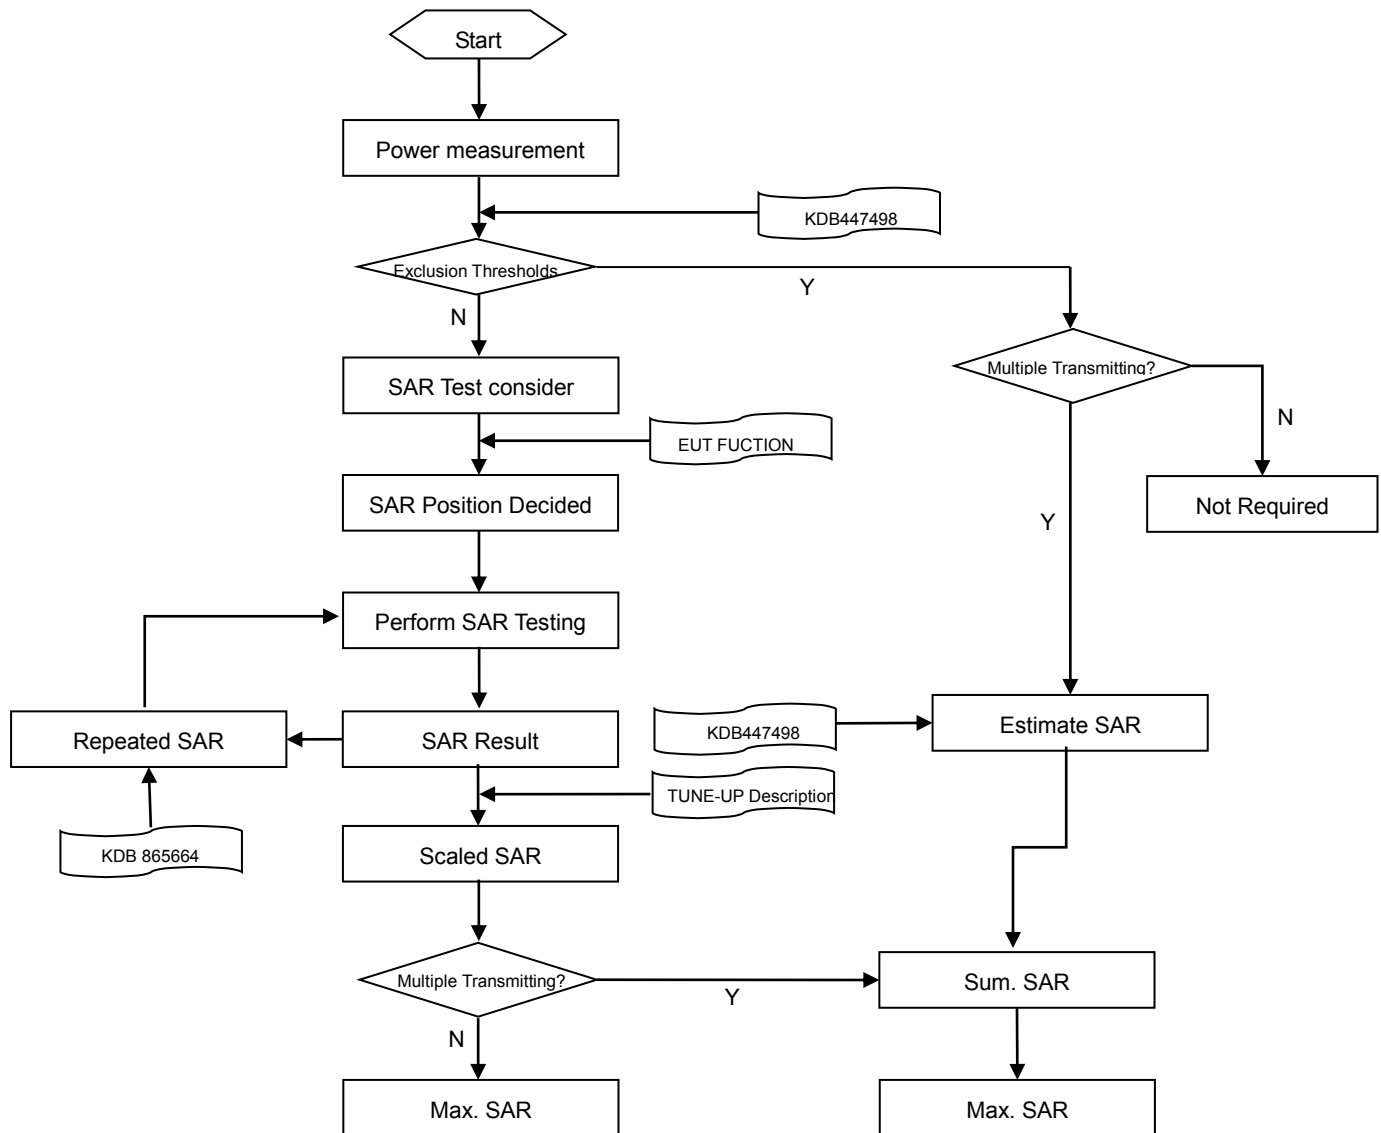 Start
Power measurement
KDB447498
Exclusion Thresholds
Y
N
Multiple Transmitting?
SAR Test consider
N
EUT FUCTION
SAR Position Decided
Not Required
Y
Perform SAR Testing
Repeated SAR
SAR Result
KDB447498
Estimate SAR
TUNE-UP Description
KDB 865664
Scaled SAR
Multiple Transmitting?
Y
Sum. SAR
N
Max. SAR
Max. SAR